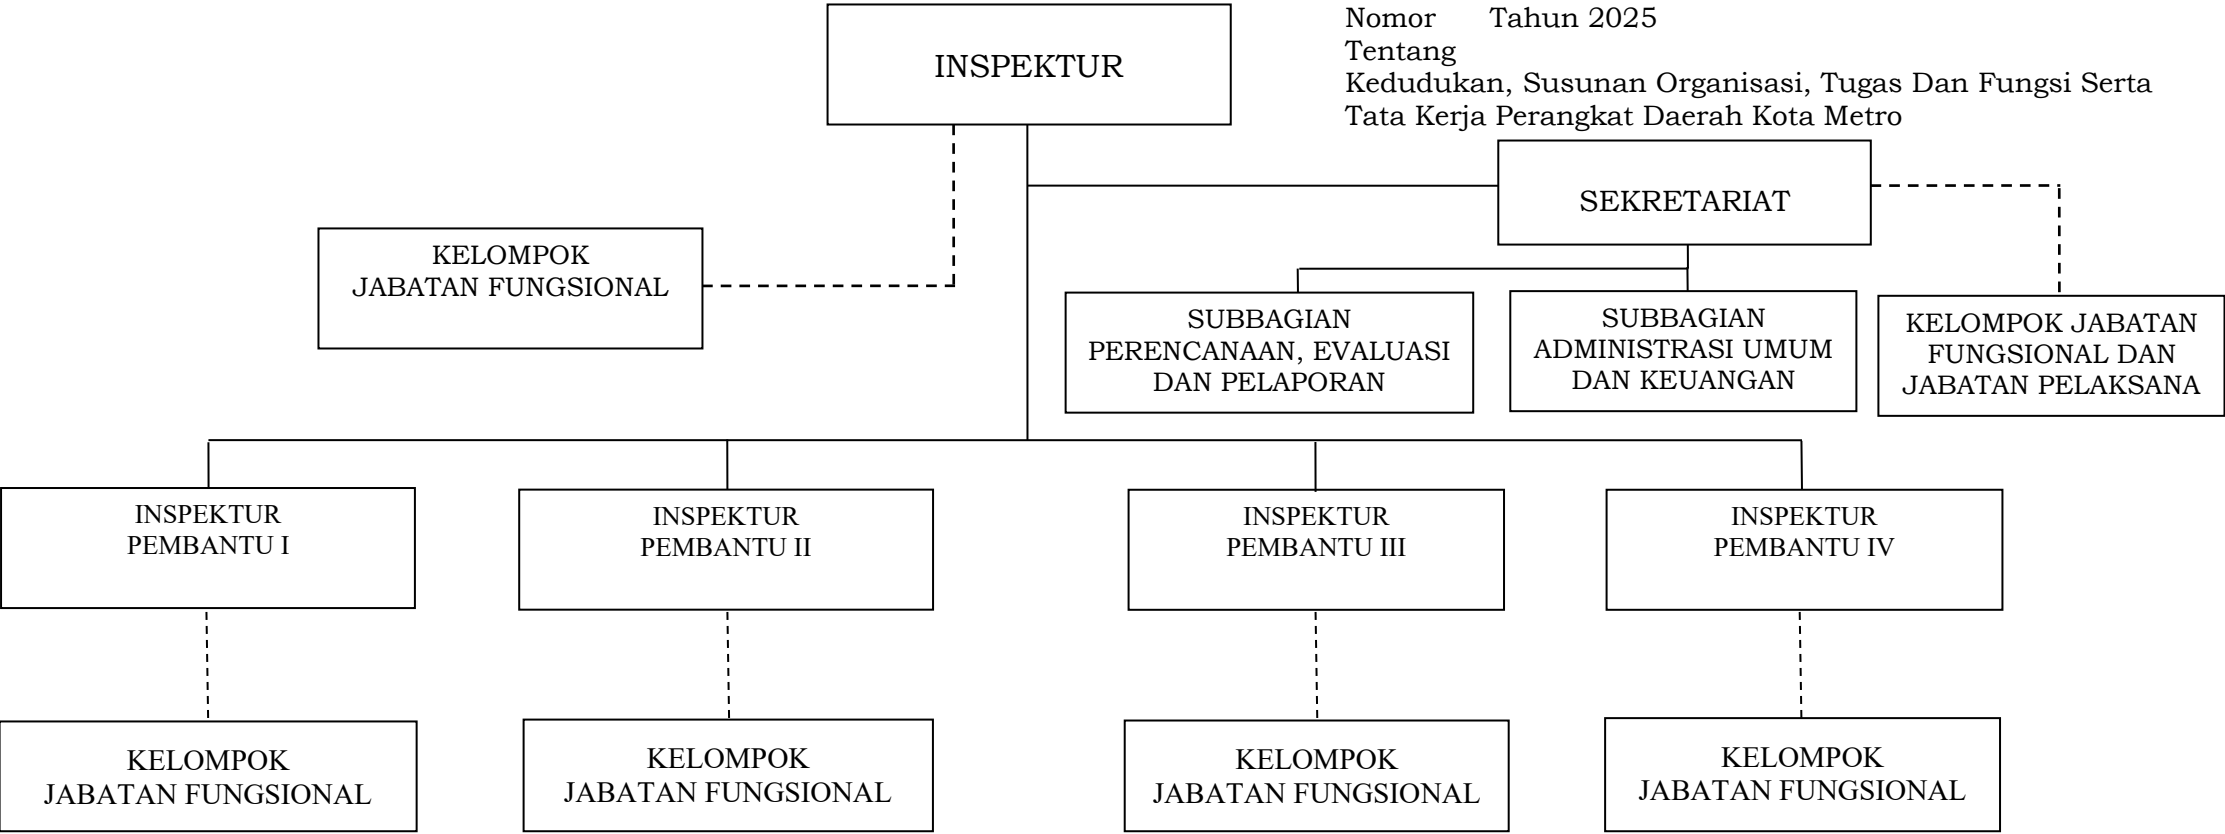 INSPEKTUR
Nomor Tahun 2025
Tentang
Kedudukan, Susunan Organisasi, Tugas Dan Fungsi Serta
Tata Kerja Perangkat Daerah Kota Metro
SEKRETARIAT
KELOMPOK
JABATAN FUNGSIONAL
SUBBAGIAN
PERENCANAAN, EVALUASI
DAN PELAPORAN
SUBBAGIAN
ADMINISTRASI UMUM
DAN KEUANGAN
KELOMPOK JABATAN
FUNGSIONAL DAN
JABATAN PELAKSANA
INSPEKTUR
PEMBANTU I
INSPEKTUR
PEMBANTU II
INSPEKTUR
PEMBANTU III
INSPEKTUR
PEMBANTU IV
KELOMPOK
JABATAN FUNGSIONAL
KELOMPOK
JABATAN FUNGSIONAL
KELOMPOK
JABATAN FUNGSIONAL
KELOMPOK
JABATAN FUNGSIONAL